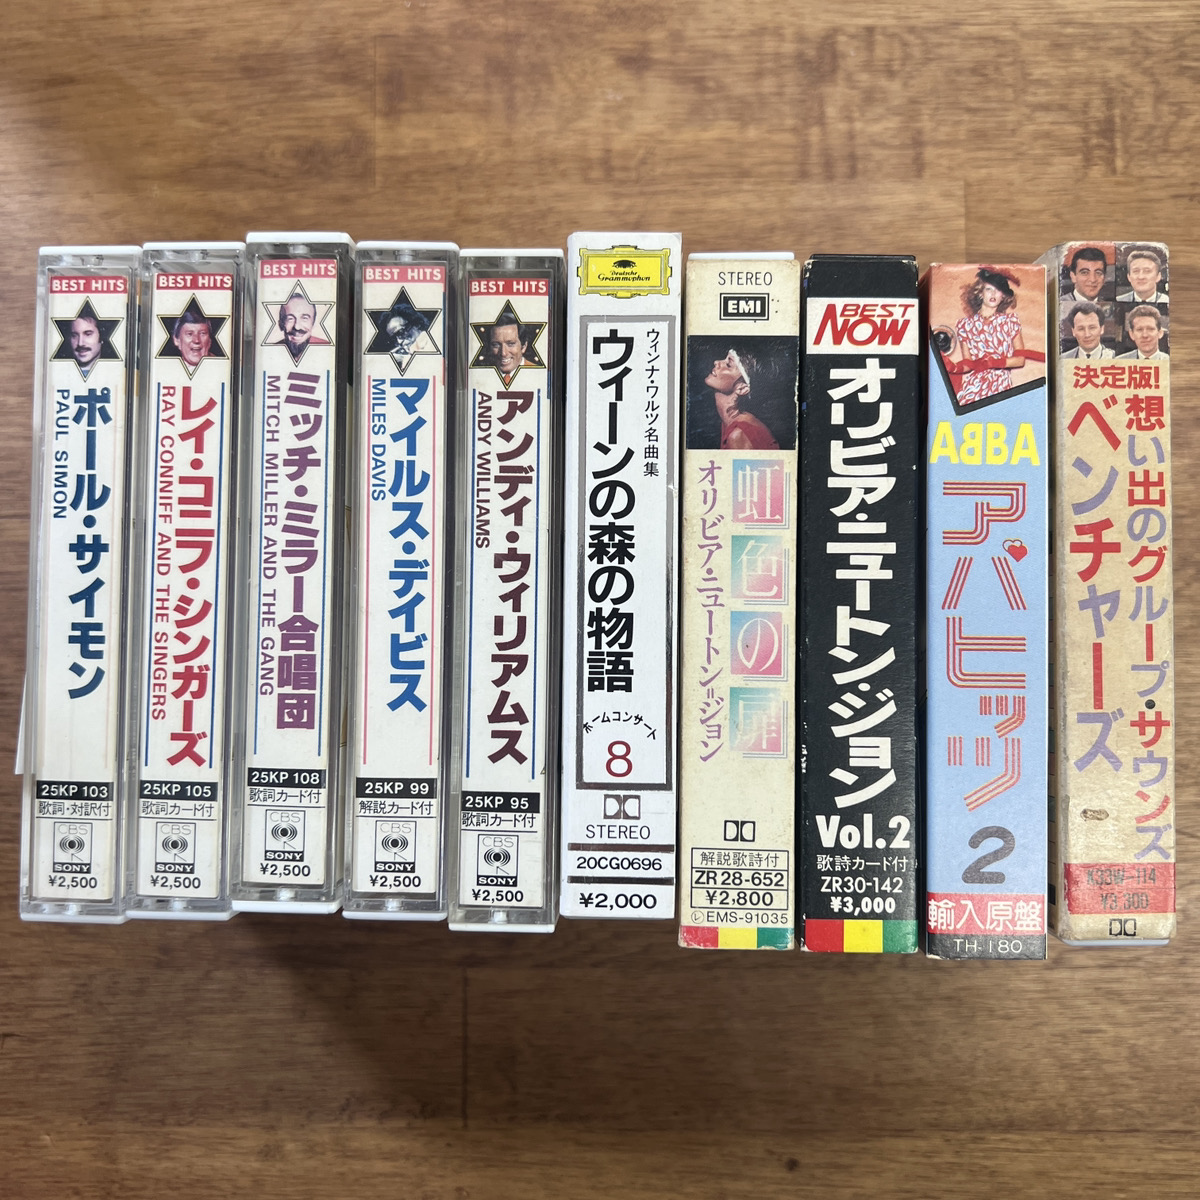 BEST HITS
ポール・サイモン
PAUL SIMON
25KP 103
歌詞・対訳付
CBS
SONY
¥2,500
BEST HITS
レイ・コニフ・シンガーズ
RAY CONNIFF AND THE SINGERS
25KP 105
歌詞カード付
CBS
SONY
¥2,500
BEST HITS
ミッチ・ミラー合唱団
MITCH MILLER AND THE GANG
25KP 108
歌詞カード付
CBS
SONY
¥2,500
BEST HITS
マイルス・デイビス
MILES DAVIS
25KP 99
解説カード付
CBS
SONY
¥2,500
BEST HITS
アンディ・ウィリアムス
ANDY WILLIAMS
25KP 95
歌詞カード付
CBS
SONY
¥2,500
Deutsche
Grammophon
ウィンナ・ワルツ名曲集
ウィーンの森の物語
ホームコンサート
8
STEREO
20CG0696
¥2,000
STEREO
EMI
虹色の扉
オリビア・ニュートン=ジョン
解説歌詩付
ZR28-652
¥2,800
Ⓟ EMS-91035
BEST
NOW
オリビア・ニュートン・ジョン
Vol.2
歌詩カード付
ZR30-142
¥3,000
ABBA
アバヒッツ
2
輸入原盤
TH-180
決定版!
想い出のグループ・サウンズ
ベンチャーズ
K33W-114
¥3,300